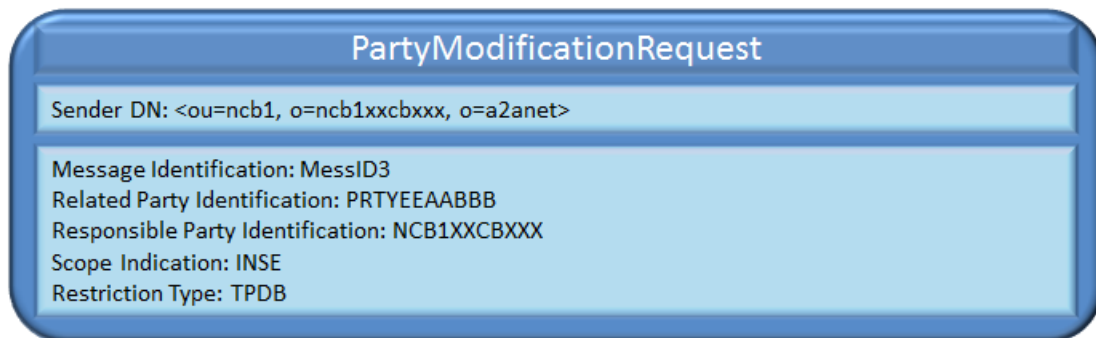 PartyModificationRequest
Sender DN: <ou=ncb1, o=ncb1xxcbxxx, o=a2anet>
Message Identification: MessID3
Related Party Identification: PRTYEEAABBB
Responsible Party Identification: NCB1XXCBXXX
Scope Indication: INSE
Restriction Type: TPDB